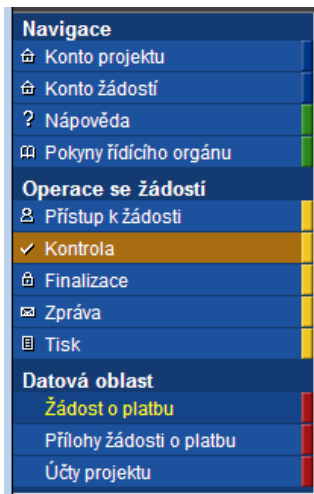 Navigace
Konto projektu
Konto žádostí
? Nápověda
Pokyny řídícího orgánu
Operace se žádostí
Přístup k žádosti
Kontrola
Finalizace
Zpráva
Tisk
Datová oblast
Žádost o platbu
Přílohy žádosti o platbu
Účty projektu